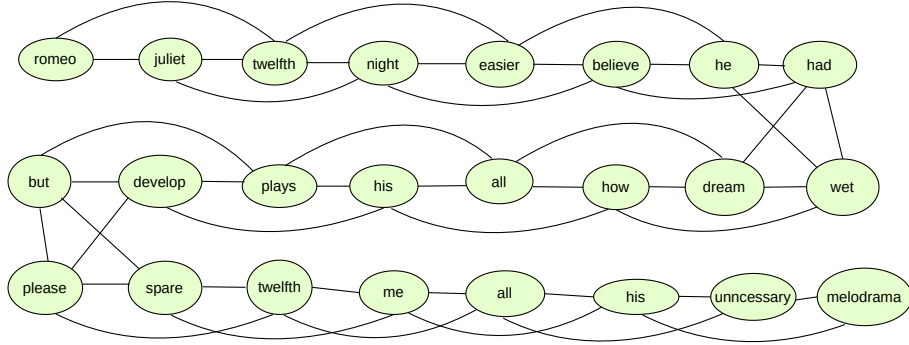 romeo juliet twelfth night easier believe he had
but develop plays his all how dream wet
please spare twelfth me all his unncessary melodrama